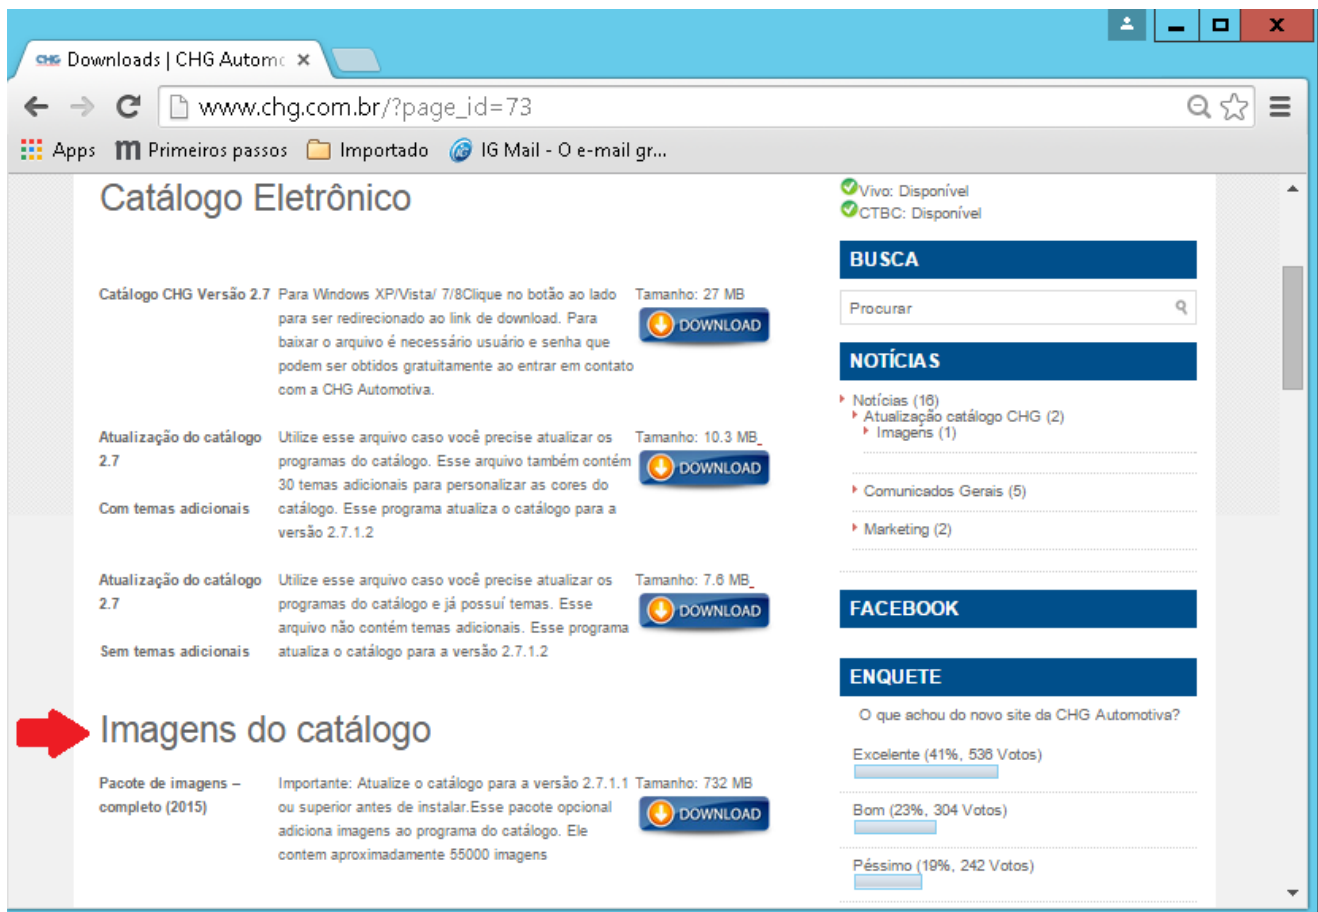 CHG Downloads | CHG Automo
www.chg.com.br/?page_id=73
Apps
m Primeiros passos
Importado
IG Mail - O e-mail gr...
Catálogo Eletrônico
Catálogo CHG Versão 2.7
Para Windows XP/Vista/ 7/8Clique no botão ao lado
para ser redirecionado ao link de download. Para
baixar o arquivo é necessário usuário e senha que
podem ser obtidos gratuitamente ao entrar em contato
com a CHG Automotiva.
Tamanho: 27 MB
DOWNLOAD
Atualização do catálogo
2.7
Com temas adicionais
Utilize esse arquivo caso você precise atualizar os
programas do catálogo. Esse arquivo também contém
30 temas adicionais para personalizar as cores do
catálogo. Esse programa atualiza o catálogo para a
versão 2.7.1.2
Tamanho: 10.3 MB
DOWNLOAD
Atualização do catálogo
2.7
Sem temas adicionais
Utilize esse arquivo caso você precise atualizar os
programas do catálogo e já possuí temas. Esse
arquivo não contém temas adicionais. Esse programa
atualiza o catálogo para a versão 2.7.1.2
Tamanho: 7.6 MB
DOWNLOAD
Imagens do catálogo
Pacote de imagens –
completo (2015)
Importante: Atualize o catálogo para a versão 2.7.1.1
ou superior antes de instalar.Esse pacote opcional
adiciona imagens ao programa do catálogo. Ele
contem aproximadamente 55000 imagens
Tamanho: 732 MB
DOWNLOAD
Vivo: Disponível
CTBC: Disponível
BUSCA
Procurar
NOTÍCIAS
Notícias (16)
Atualização catálogo CHG (2)
Imagens (1)
Comunicados Gerais (5)
Marketing (2)
FACEBOOK
ENQUETE
O que achou do novo site da CHG Automotiva?
Excelente (41%, 536 Votos)
Bom (23%, 304 Votos)
Péssimo (19%, 242 Votos)